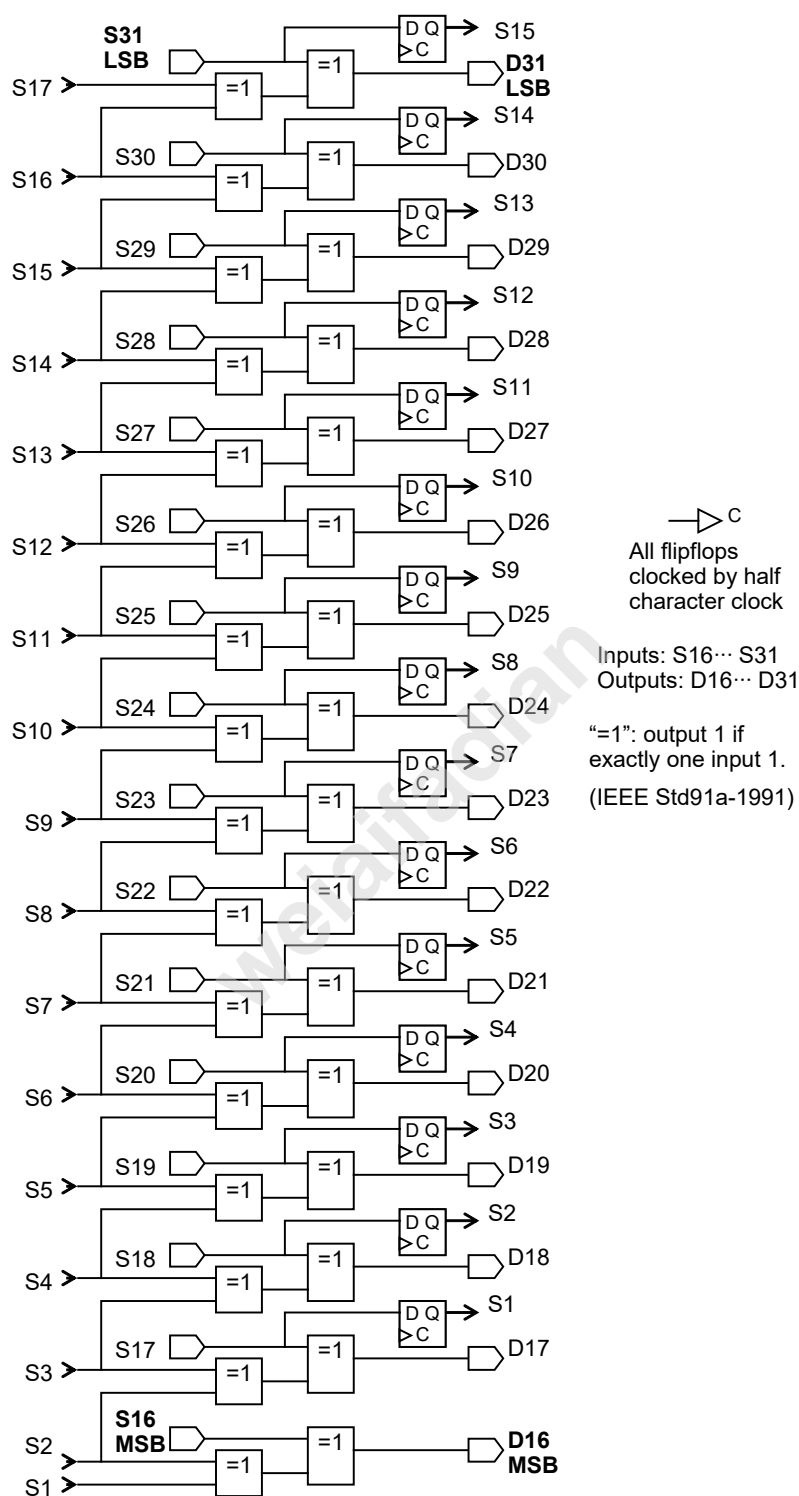 S31
LSB
D Q
C
S15
=1
=1
D31
LSB
S17
S30
D Q
C
S14
=1
=1
D30
S16
S29
D Q
C
S13
=1
=1
D29
S15
S28
D Q
C
S12
=1
=1
D28
S14
S27
D Q
C
S11
=1
=1
D27
S13
S26
D Q
C
S10
=1
=1
D26
S12
S25
D Q
C
S9
=1
=1
D25
S11
S24
D Q
C
S8
=1
=1
D24
S10
S23
D Q
C
S7
=1
=1
D23
S9
S22
D Q
C
S6
=1
=1
D22
S8
S21
D Q
C
S5
=1
=1
D21
S7
S20
D Q
C
S4
=1
=1
D20
S6
S19
D Q
C
S3
=1
=1
D19
S5
S18
D Q
C
S2
=1
=1
D18
S4
S17
D Q
C
S1
=1
=1
D17
S3
S16
MSB
=1
=1
D16
MSB
S2
S1
C
All flipflops
clocked by half
character clock
Inputs: S16··· S31
Outputs: D16··· D31
“=1”: output 1 if
exactly one input 1.
(IEEE Std91a-1991)
weiaifadian